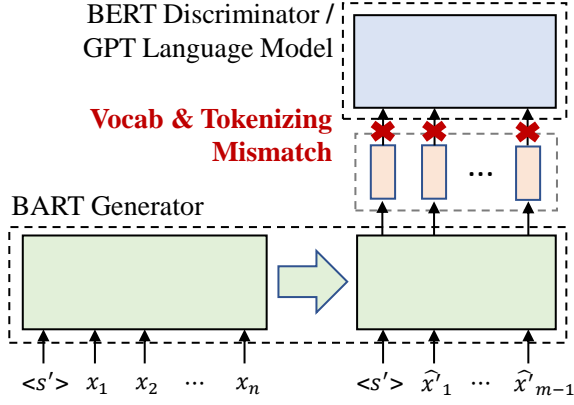 BERT Discriminator /
GPT Language Model
Vocab & Tokenizing
Mismatch
...
BART Generator
<s'> x₁ x₂ ... xₙ <s'> x̂'₁ ... x̂'ₘ₋₁